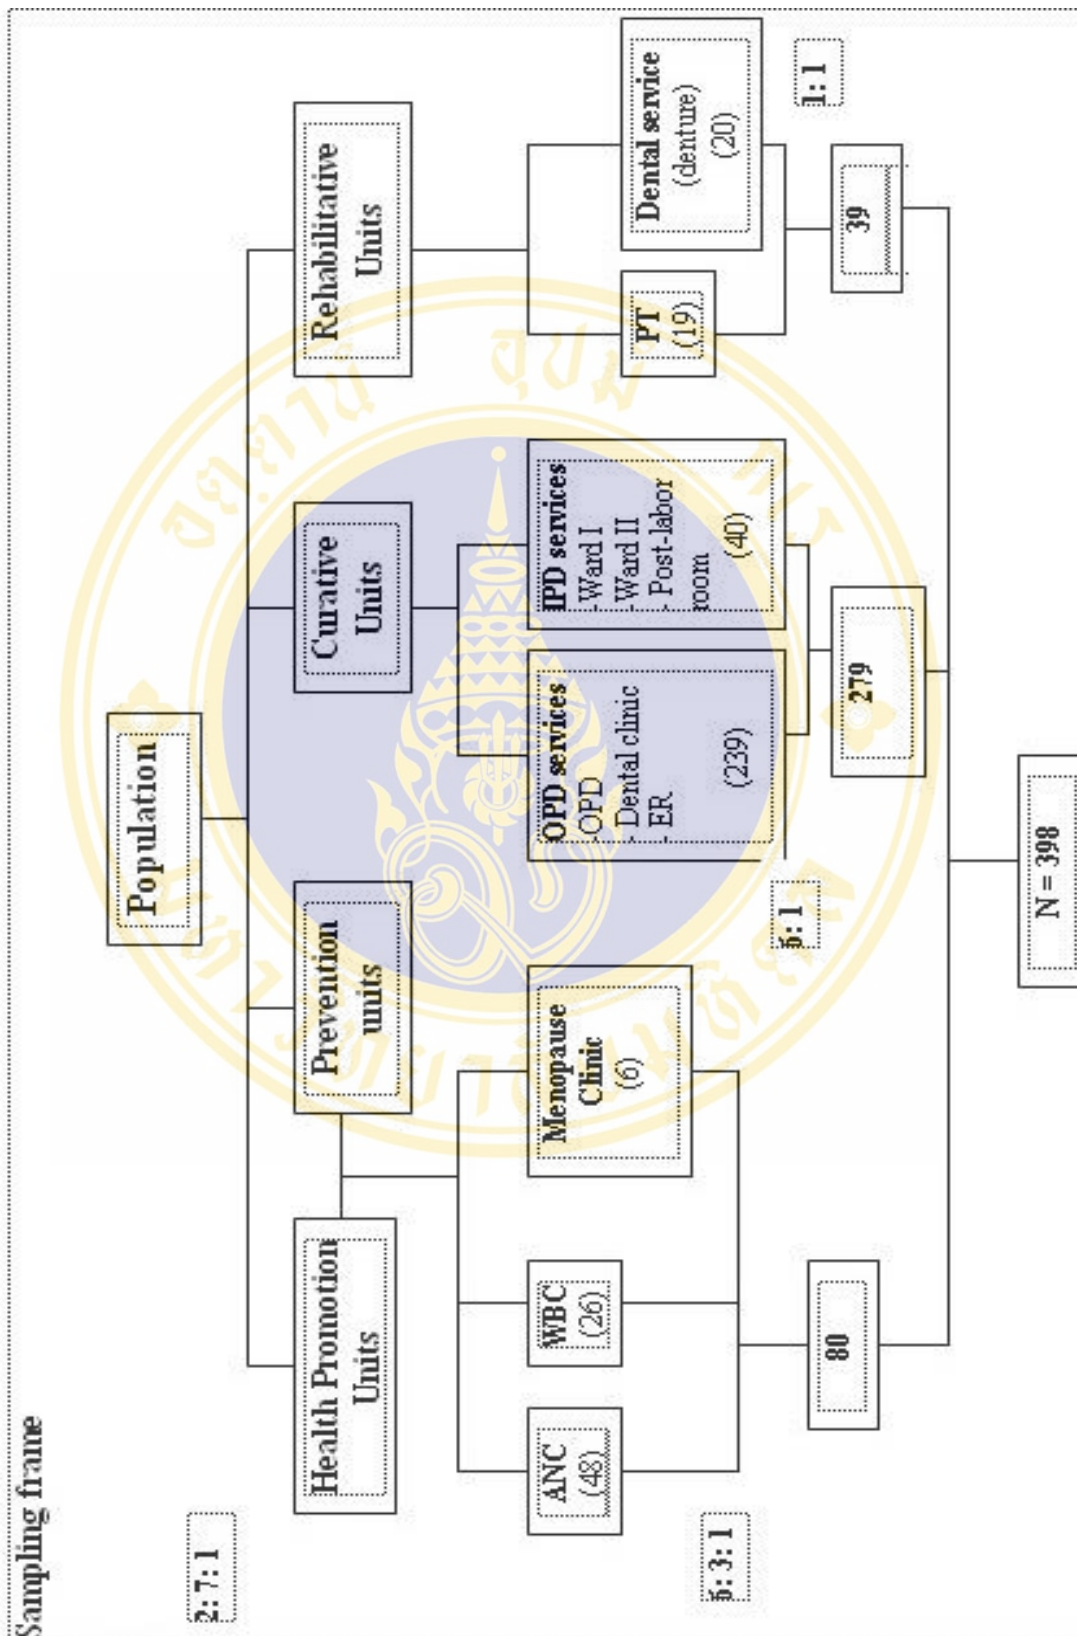 Sampling frame
Population
2: 7: 1
Health Promotion
Units
Prevention
units
Curative
Units
Rehabilitative
Units
ANC
(48)
WBC
(26)
Menopause
Clinic
(6)
OPD services
-OPD
- Dental clinic
- ER
(239)
IPD services
- Ward I
- Ward II
- Post-labor
room
(40)
PT
(19)
Dental service
(denture)
(20)
: 3: 1
: 1
1: 1
80
279
39
N = 398